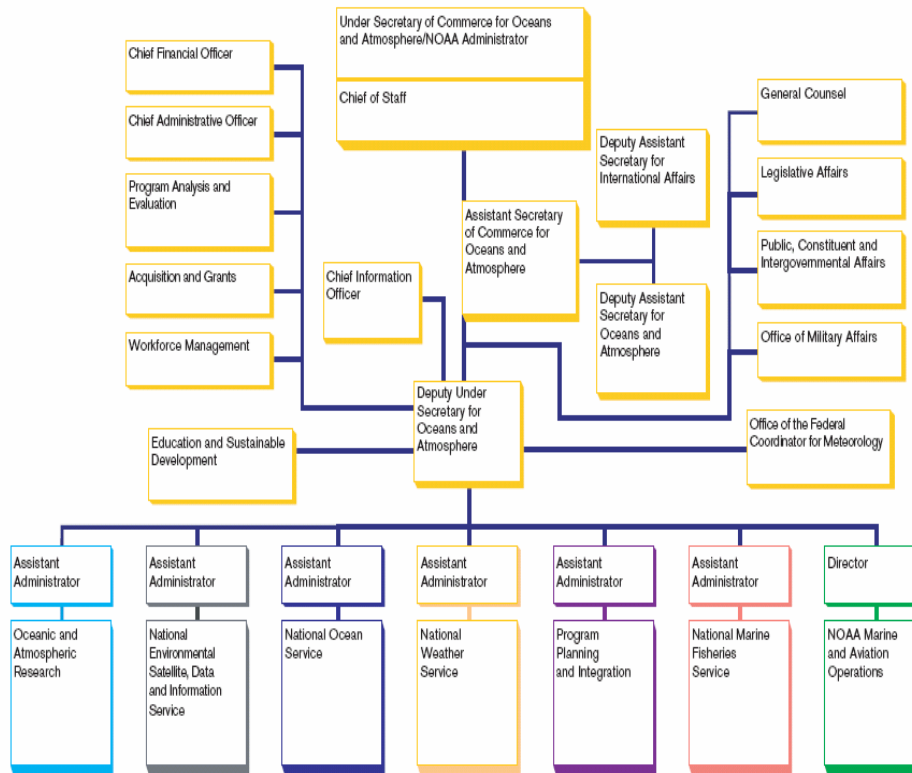 Under Secretary of Commerce for Oceans
and Atmosphere/NOAA Administrator
Chief of Staff
Chief Financial Officer
Chief Administrative Officer
Program Analysis and
Evaluation
Acquisition and Grants
Workforce Management
Chief Information
Officer
Assistant Secretary
of Commerce for
Oceans and
Atmosphere
Deputy Assistant
Secretary for
International Affairs
Deputy Assistant
Secretary for
Oceans and
Atmosphere
General Counsel
Legislative Affairs
Public, Constituent and
Intergovernmental Affairs
Office of Military Affairs
Deputy Under
Secretary for
Oceans and
Atmosphere
Education and Sustainable
Development
Office of the Federal
Coordinator for Meteorology
Assistant
Administrator
Oceanic and
Atmospheric
Research
Assistant
Administrator
National
Environmental
Satellite, Data
and Information
Service
Assistant
Administrator
National Ocean
Service
Assistant
Administrator
National
Weather
Service
Assistant
Administrator
Program
Planning
and Integration
Assistant
Administrator
National Marine
Fisheries
Service
Director
NOAA Marine
and Aviation
Operations